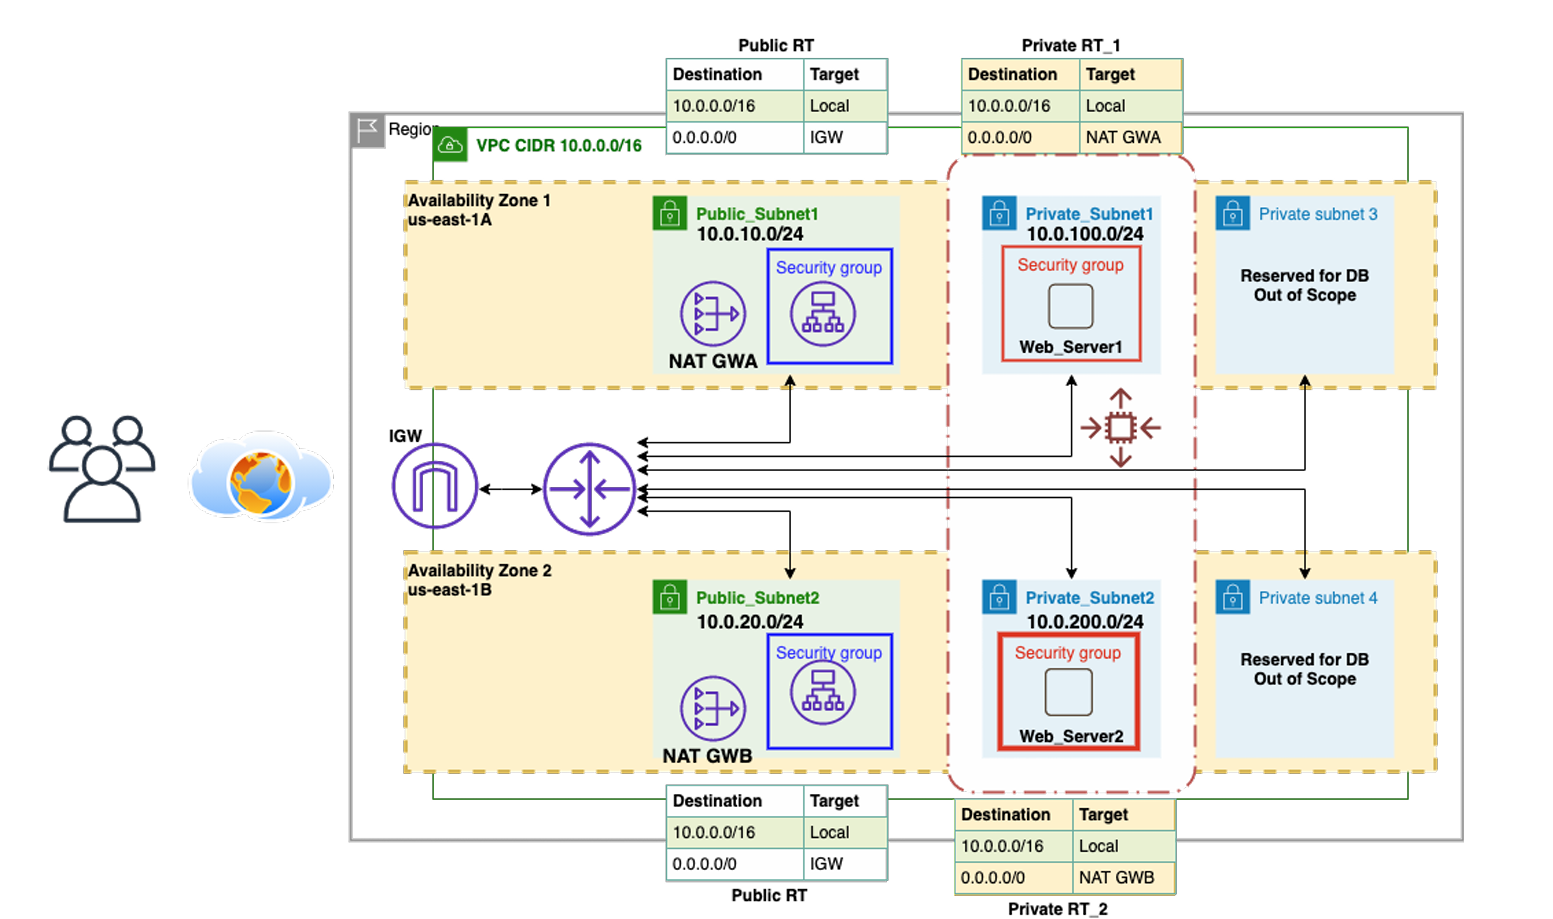 Public RT
Destination Target
10.0.0.0/16 Local
0.0.0.0/0 IGW
Private RT_1
Destination Target
10.0.0.0/16 Local
0.0.0.0/0 NAT GWA
Region
VPC CIDR 10.0.0.0/16
Availability Zone 1
us-east-1A
Public_Subnet1
10.0.10.0/24
Security group
NAT GWA
Private_Subnet1
10.0.100.0/24
Security group
Web_Server1
Private subnet 3
Reserved for DB
Out of Scope
IGW
Availability Zone 2
us-east-1B
Public_Subnet2
10.0.20.0/24
Security group
NAT GWB
Private_Subnet2
10.0.200.0/24
Security group
Web_Server2
Private subnet 4
Reserved for DB
Out of Scope
Destination Target
10.0.0.0/16 Local
0.0.0.0/0 IGW
Public RT
Destination Target
10.0.0.0/16 Local
0.0.0.0/0 NAT GWB
Private RT_2